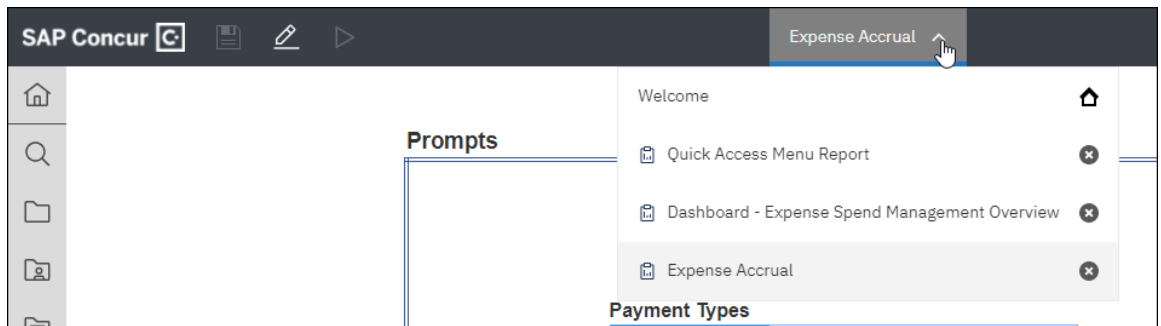 SAP Concur C
Expense Accrual
Welcome
Prompts
Quick Access Menu Report
Dashboard - Expense Spend Management Overview
Expense Accrual
Payment Types